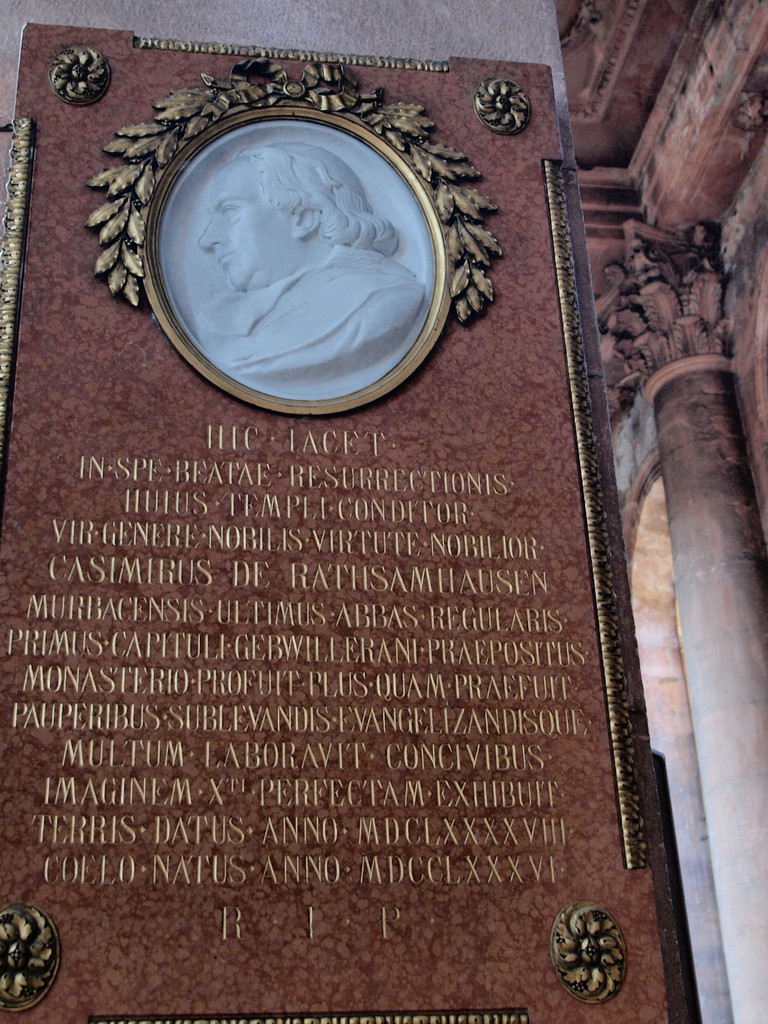 HIC · IACET ·
IN · SPE · BEATAE · RESURRECTIONIS ·
HUIUS · TEMPLI · CONDITOR ·
VIR · GENERE · NOBILIS · VIRTUTE · NOBILIOR ·
CASIMIRUS DE RATHSAMHAUSEN
MURBACENSIS · ULTIMUS · ABBAS · REGULARIS ·
PRIMUS · CAPITULI · GEBWILLERANI · PRAEPOSITUS ·
MONASTERIO · PROFUIT · PLUS · QUAM · PRAEFUIT ·
PAUPERIBUS · SUBLEVANDIS · EVANGELIZANDISQUE ·
MULTUM · LABORAVIT · CONCIVIBUS ·
IMAGINEM · XTI · PERFECTAM · EXHIBUIT ·
TERRIS · DATUS · ANNO · MDCLXXXXVIII ·
COELO · NATUS · ANNO · MDCCLXXXVI ·
R · I · P ·